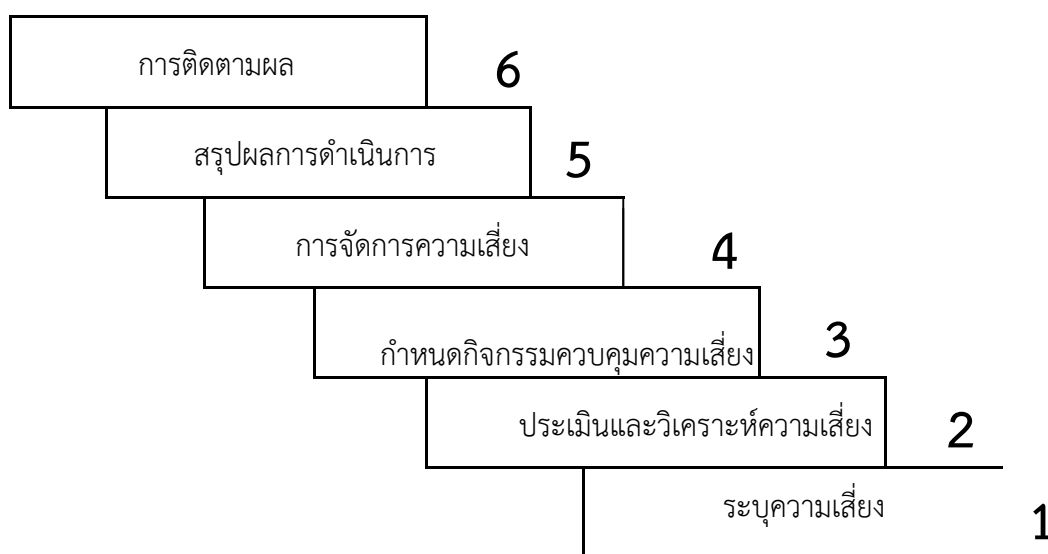 การติดตามผล 6
สรุปผลการดำเนินการ 5
การจัดการความเสี่ยง 4
กำหนดกิจกรรมควบคุมความเสี่ยง 3
ประเมินและวิเคราะห์ความเสี่ยง 2
ระบุความเสี่ยง 1